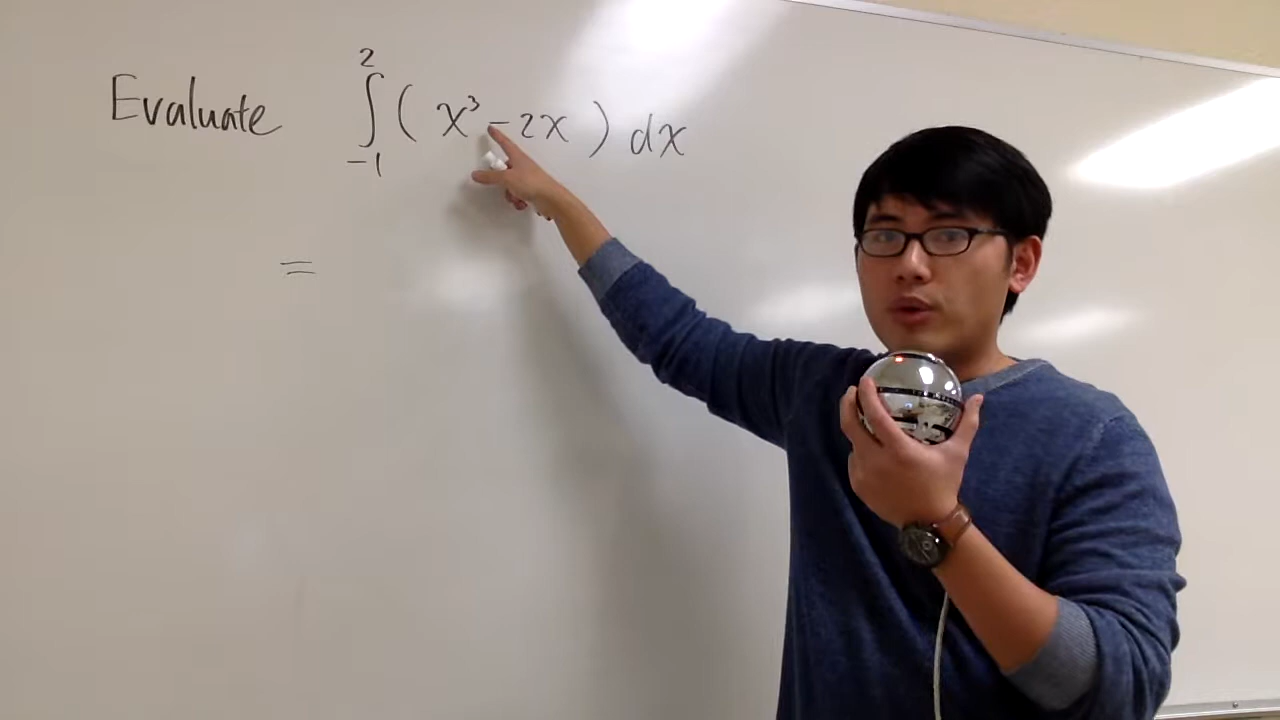 Evaluate ∫₋₁² ( x³ - 2x ) dx
=